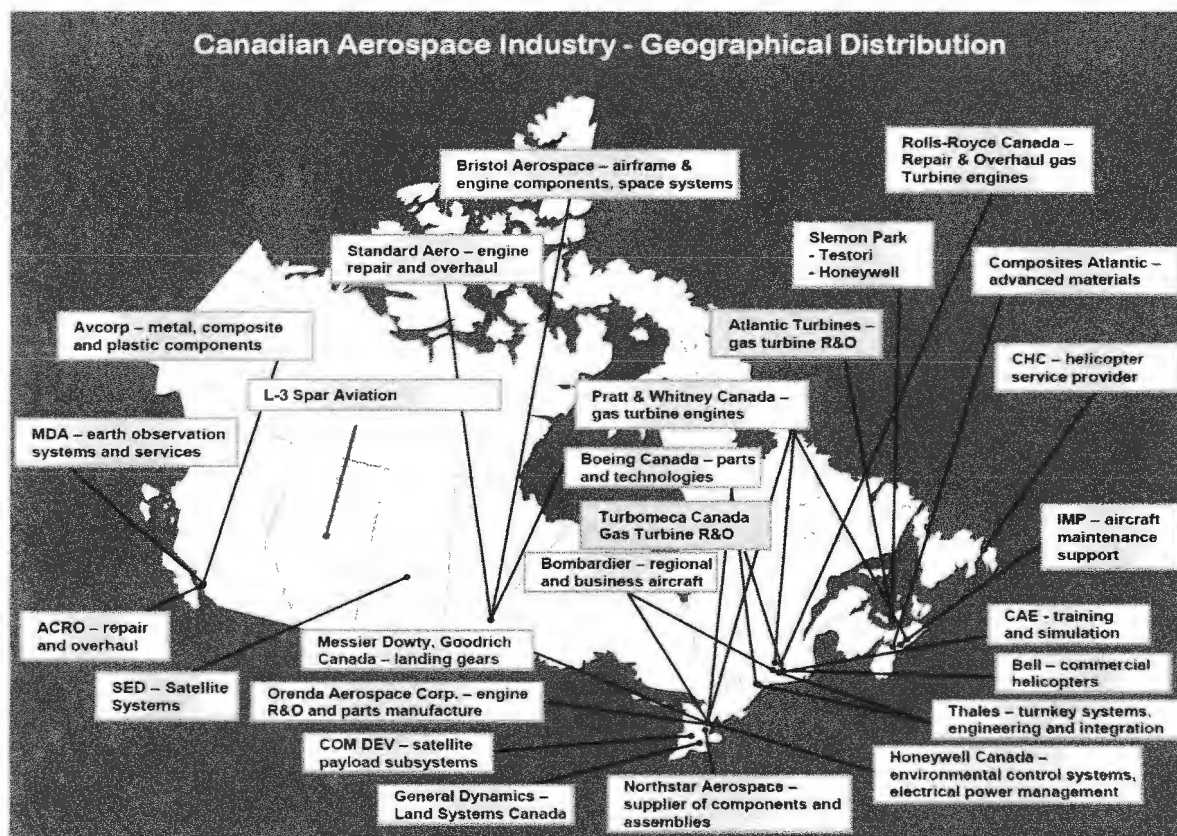 Canadian Aerospace Industry - Geographical Distribution
Bristol Aerospace – airframe &
engine components, space systems
Rolls-Royce Canada –
Repair & Overhaul gas
Turbine engines
Standard Aero – engine
repair and overhaul
Slemon Park
- Testori
- Honeywell
Composites Atlantic –
advanced materials
Avcorp – metal, composite
and plastic components
Atlantic Turbines –
gas turbine R&O
CHC – helicopter
service provider
L-3 Spar Aviation
Pratt & Whitney Canada –
gas turbine engines
MDA – earth observation
systems and services
Boeing Canada – parts
and technologies
Turbomeca Canada
Gas Turbine R&O
IMP – aircraft
maintenance
support
Bombardier – regional
and business aircraft
ACRO – repair
and overhaul
Messier Dowty, Goodrich
Canada – landing gears
CAE - training
and simulation
Bell – commercial
helicopters
SED – Satellite
Systems
Orenda Aerospace Corp. – engine
R&O and parts manufacture
Thales – turnkey systems,
engineering and integration
COM DEV – satellite
payload subsystems
Honeywell Canada –
environmental control systems,
electrical power management
General Dynamics –
Land Systems Canada
Northstar Aerospace –
supplier of components and
assemblies